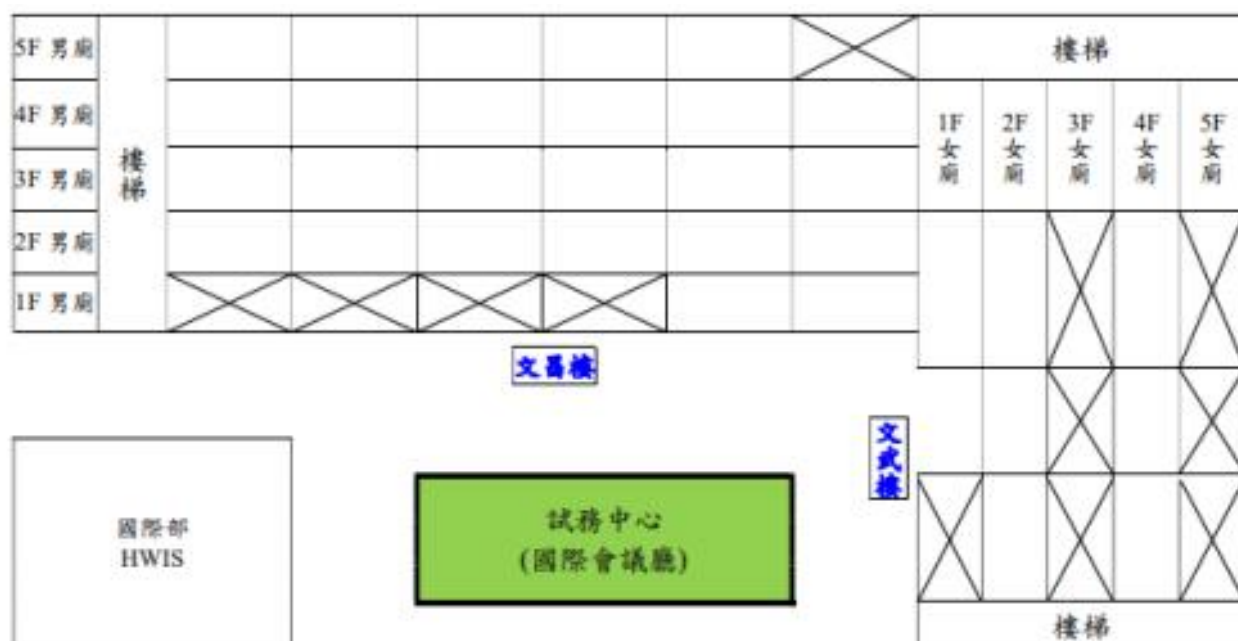 5F 男廁
樓梯
4F 男廁
3F 男廁
2F 男廁
1F 男廁
樓梯
1F 女廁
2F 女廁
3F 女廁
4F 女廁
5F 女廁
文昌樓
文武樓
國際部
HWIS
試務中心
(國際會議廳)
樓梯